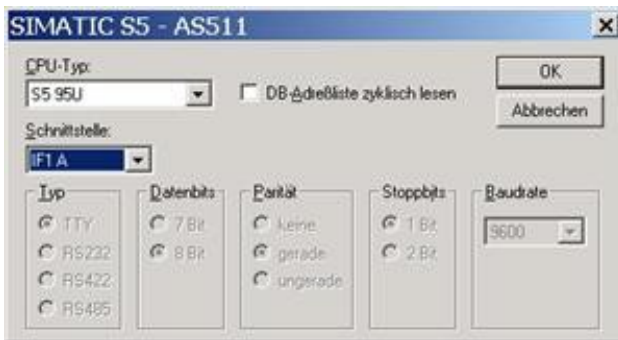 SIMATIC S5 - AS511
CPU-Typ:
S5 95U
DB-Adreßliste zyklisch lesen
OK
Abbrechen
Schnittstelle:
IF1 A
Typ
TTY
RS232
RS422
RS485
Datenbits
7 Bit
8 Bit
Parität
keine
gerade
ungerade
Stoppbits
1 Bit
2 Bit
Baudrate
9600